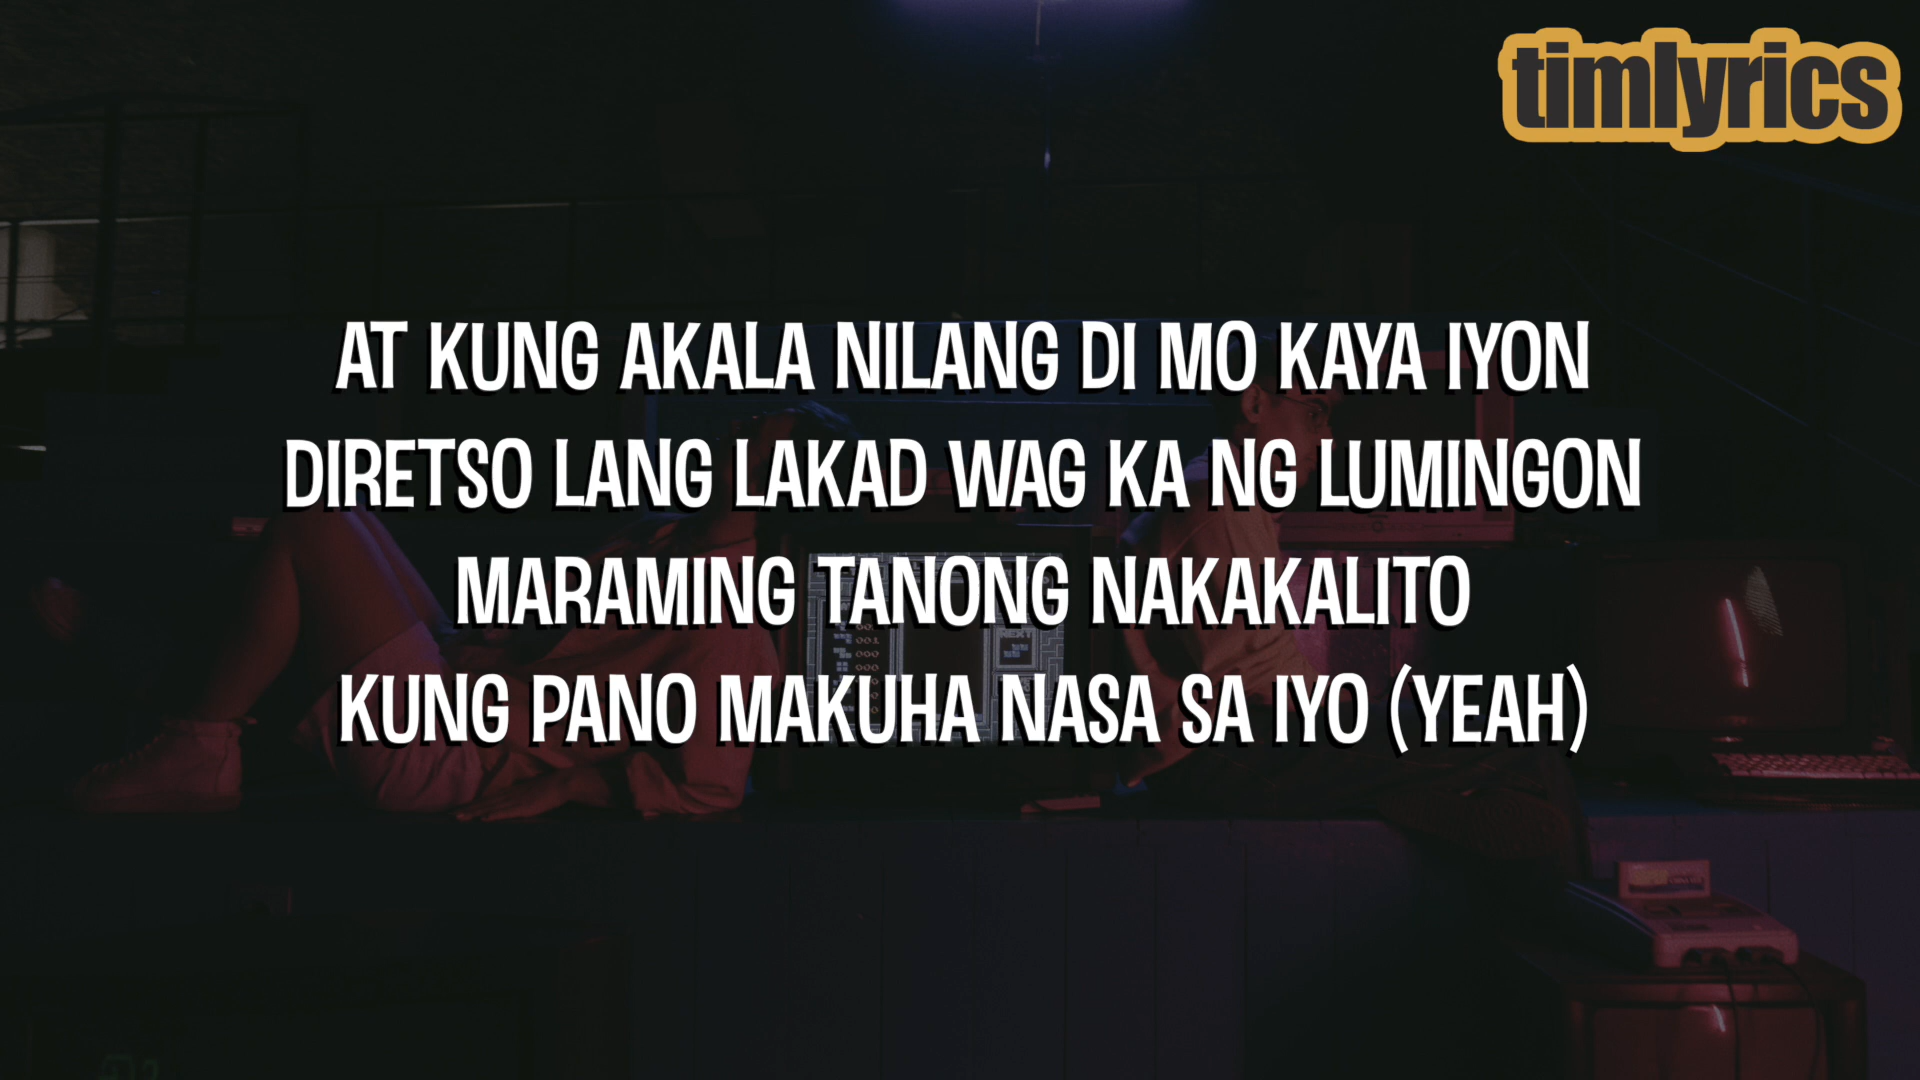 timlyrics
AT KUNG AKALA NILANG DI MO KAYA IYON
DIRETSO LANG LAKAD WAG KA NG LUMINGON
MARAMING TANONG NAKAKALITO
KUNG PANO MAKUHA NASA SA IYO (YEAH)
NEXT